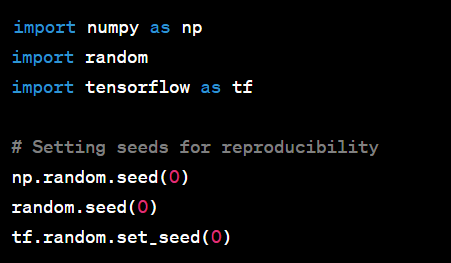 import numpy as np
import random
import tensorflow as tf
# Setting seeds for reproducibility
np.random.seed(0)
random.seed(0)
tf.random.set_seed(0)